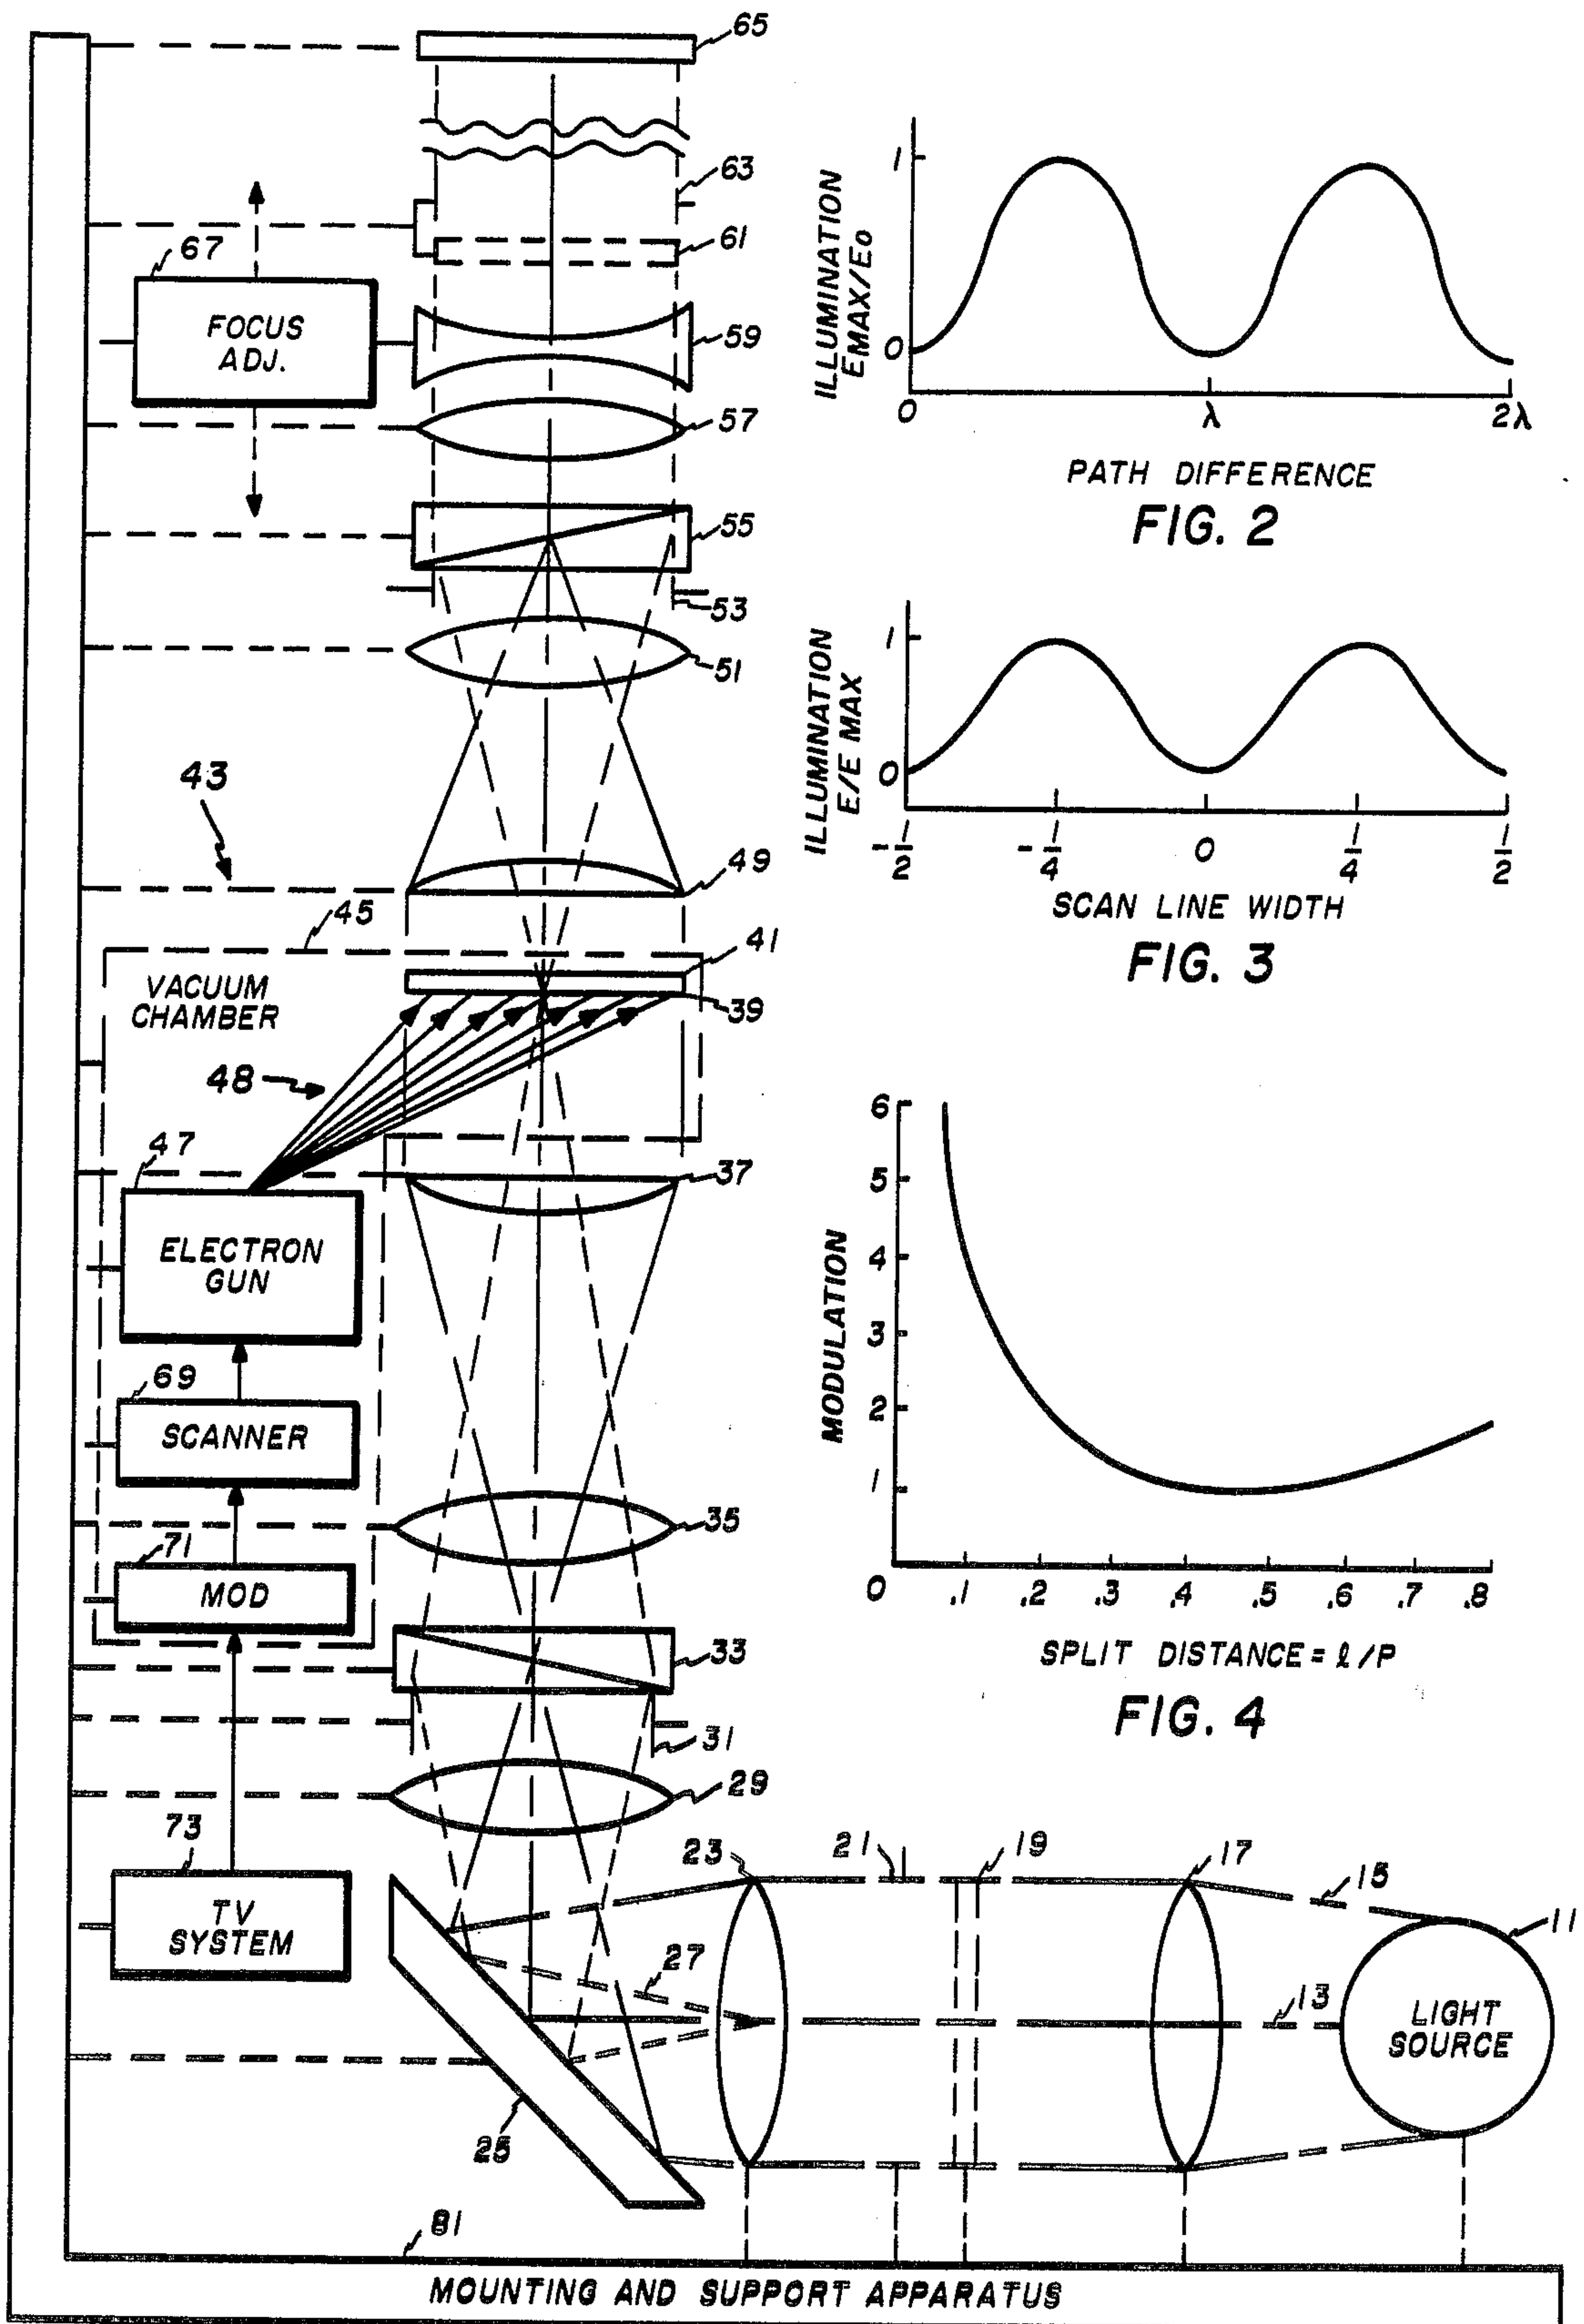 65
63
61
67
FOCUS
ADJ.
59
57
55
53
51
43
49
45
41
VACUUM
CHAMBER
39
48
47
37
ELECTRON
GUN
69
SCANNER
35
71
MOD
33
31
29
73
TV
SYSTEM
23
21
19
17
15
11
27
13
LIGHT
SOURCE
25
81
MOUNTING AND SUPPORT APPARATUS
ILLUMINATION
EMAX/EO
1
0
0
λ
2λ
PATH DIFFERENCE
FIG. 2
ILLUMINATION
E/E MAX
1
0
-1/2
-1/4
0
1/4
1/2
SCAN LINE WIDTH
FIG. 3
MODULATION
6
5
4
3
2
1
0
.1
.2
.3
.4
.5
.6
.7
.8
SPLIT DISTANCE = ℓ/P
FIG. 4